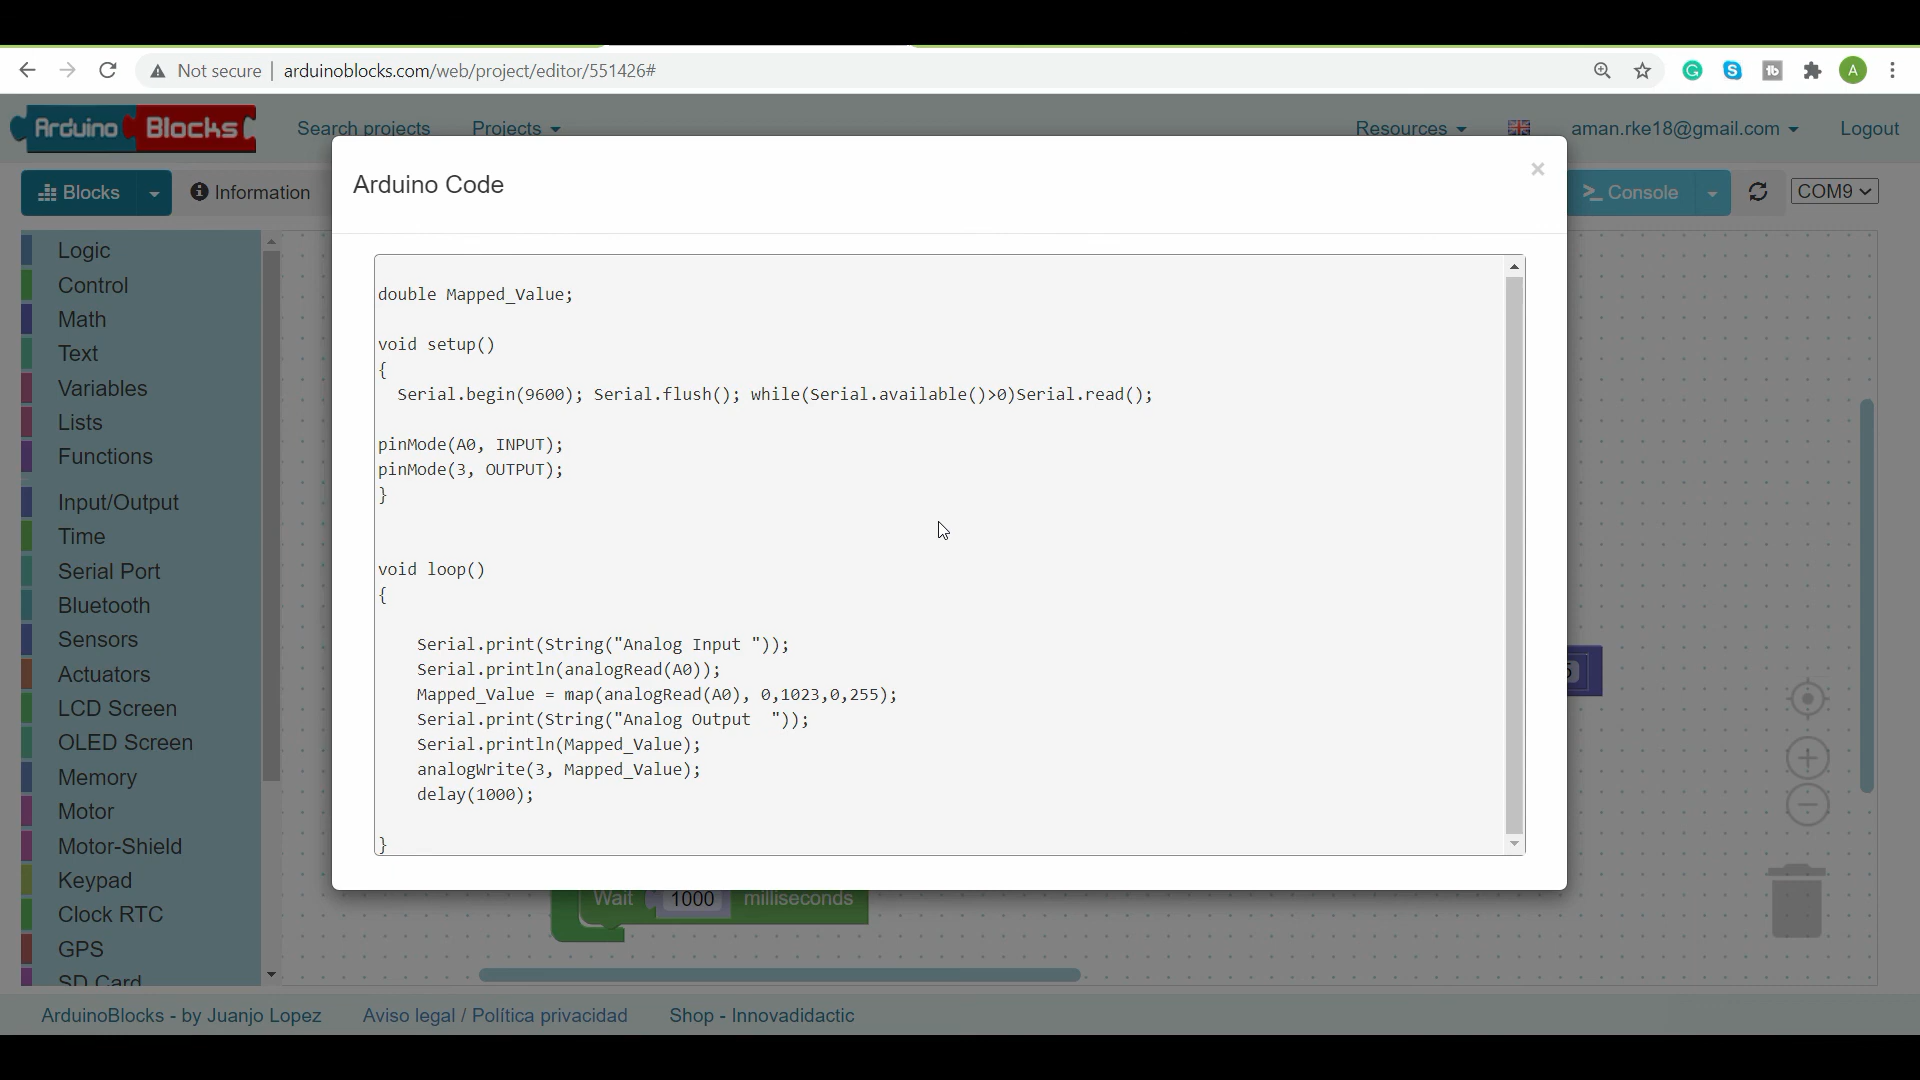 Not secure | arduinoblocks.com/web/project/editor/551426#
A
Arduino Blocks
Search projects
Projects
Resources
aman.rke18@gmail.com
Logout
Blocks
Information
Console
COM9
Arduino Code
×
Logic
Control
Math
Text
Variables
Lists
Functions
Input/Output
Time
Serial Port
Bluetooth
Sensors
Actuators
LCD Screen
OLED Screen
Memory
Motor
Motor-Shield
Keypad
Clock RTC
GPS
SD Card
double Mapped_Value;
void setup()
{
Serial.begin(9600); Serial.flush(); while(Serial.available()>0)Serial.read();
pinMode(A0, INPUT);
pinMode(3, OUTPUT);
}
void loop()
{
Serial.print(String("Analog Input "));
Serial.println(analogRead(A0));
Mapped_Value = map(analogRead(A0), 0,1023,0,255);
Serial.print(String("Analog Output  "));
Serial.println(Mapped_Value);
analogWrite(3, Mapped_Value);
delay(1000);
}
Wait 1000 milliseconds
ArduinoBlocks - by Juanjo Lopez
Aviso legal / Política privacidad
Shop - Innovadidactic